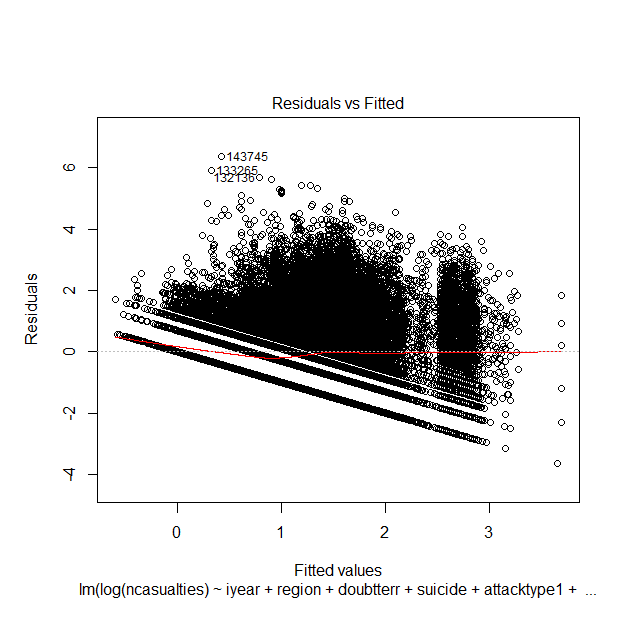 Residuals vs Fitted
Residuals
6
4
2
0
-2
-4
143745
133265
132136
0 1 2 3
Fitted values
lm(log(ncasualties) ~ iyear + region + doubtterr + suicide + attacktype1 + ...